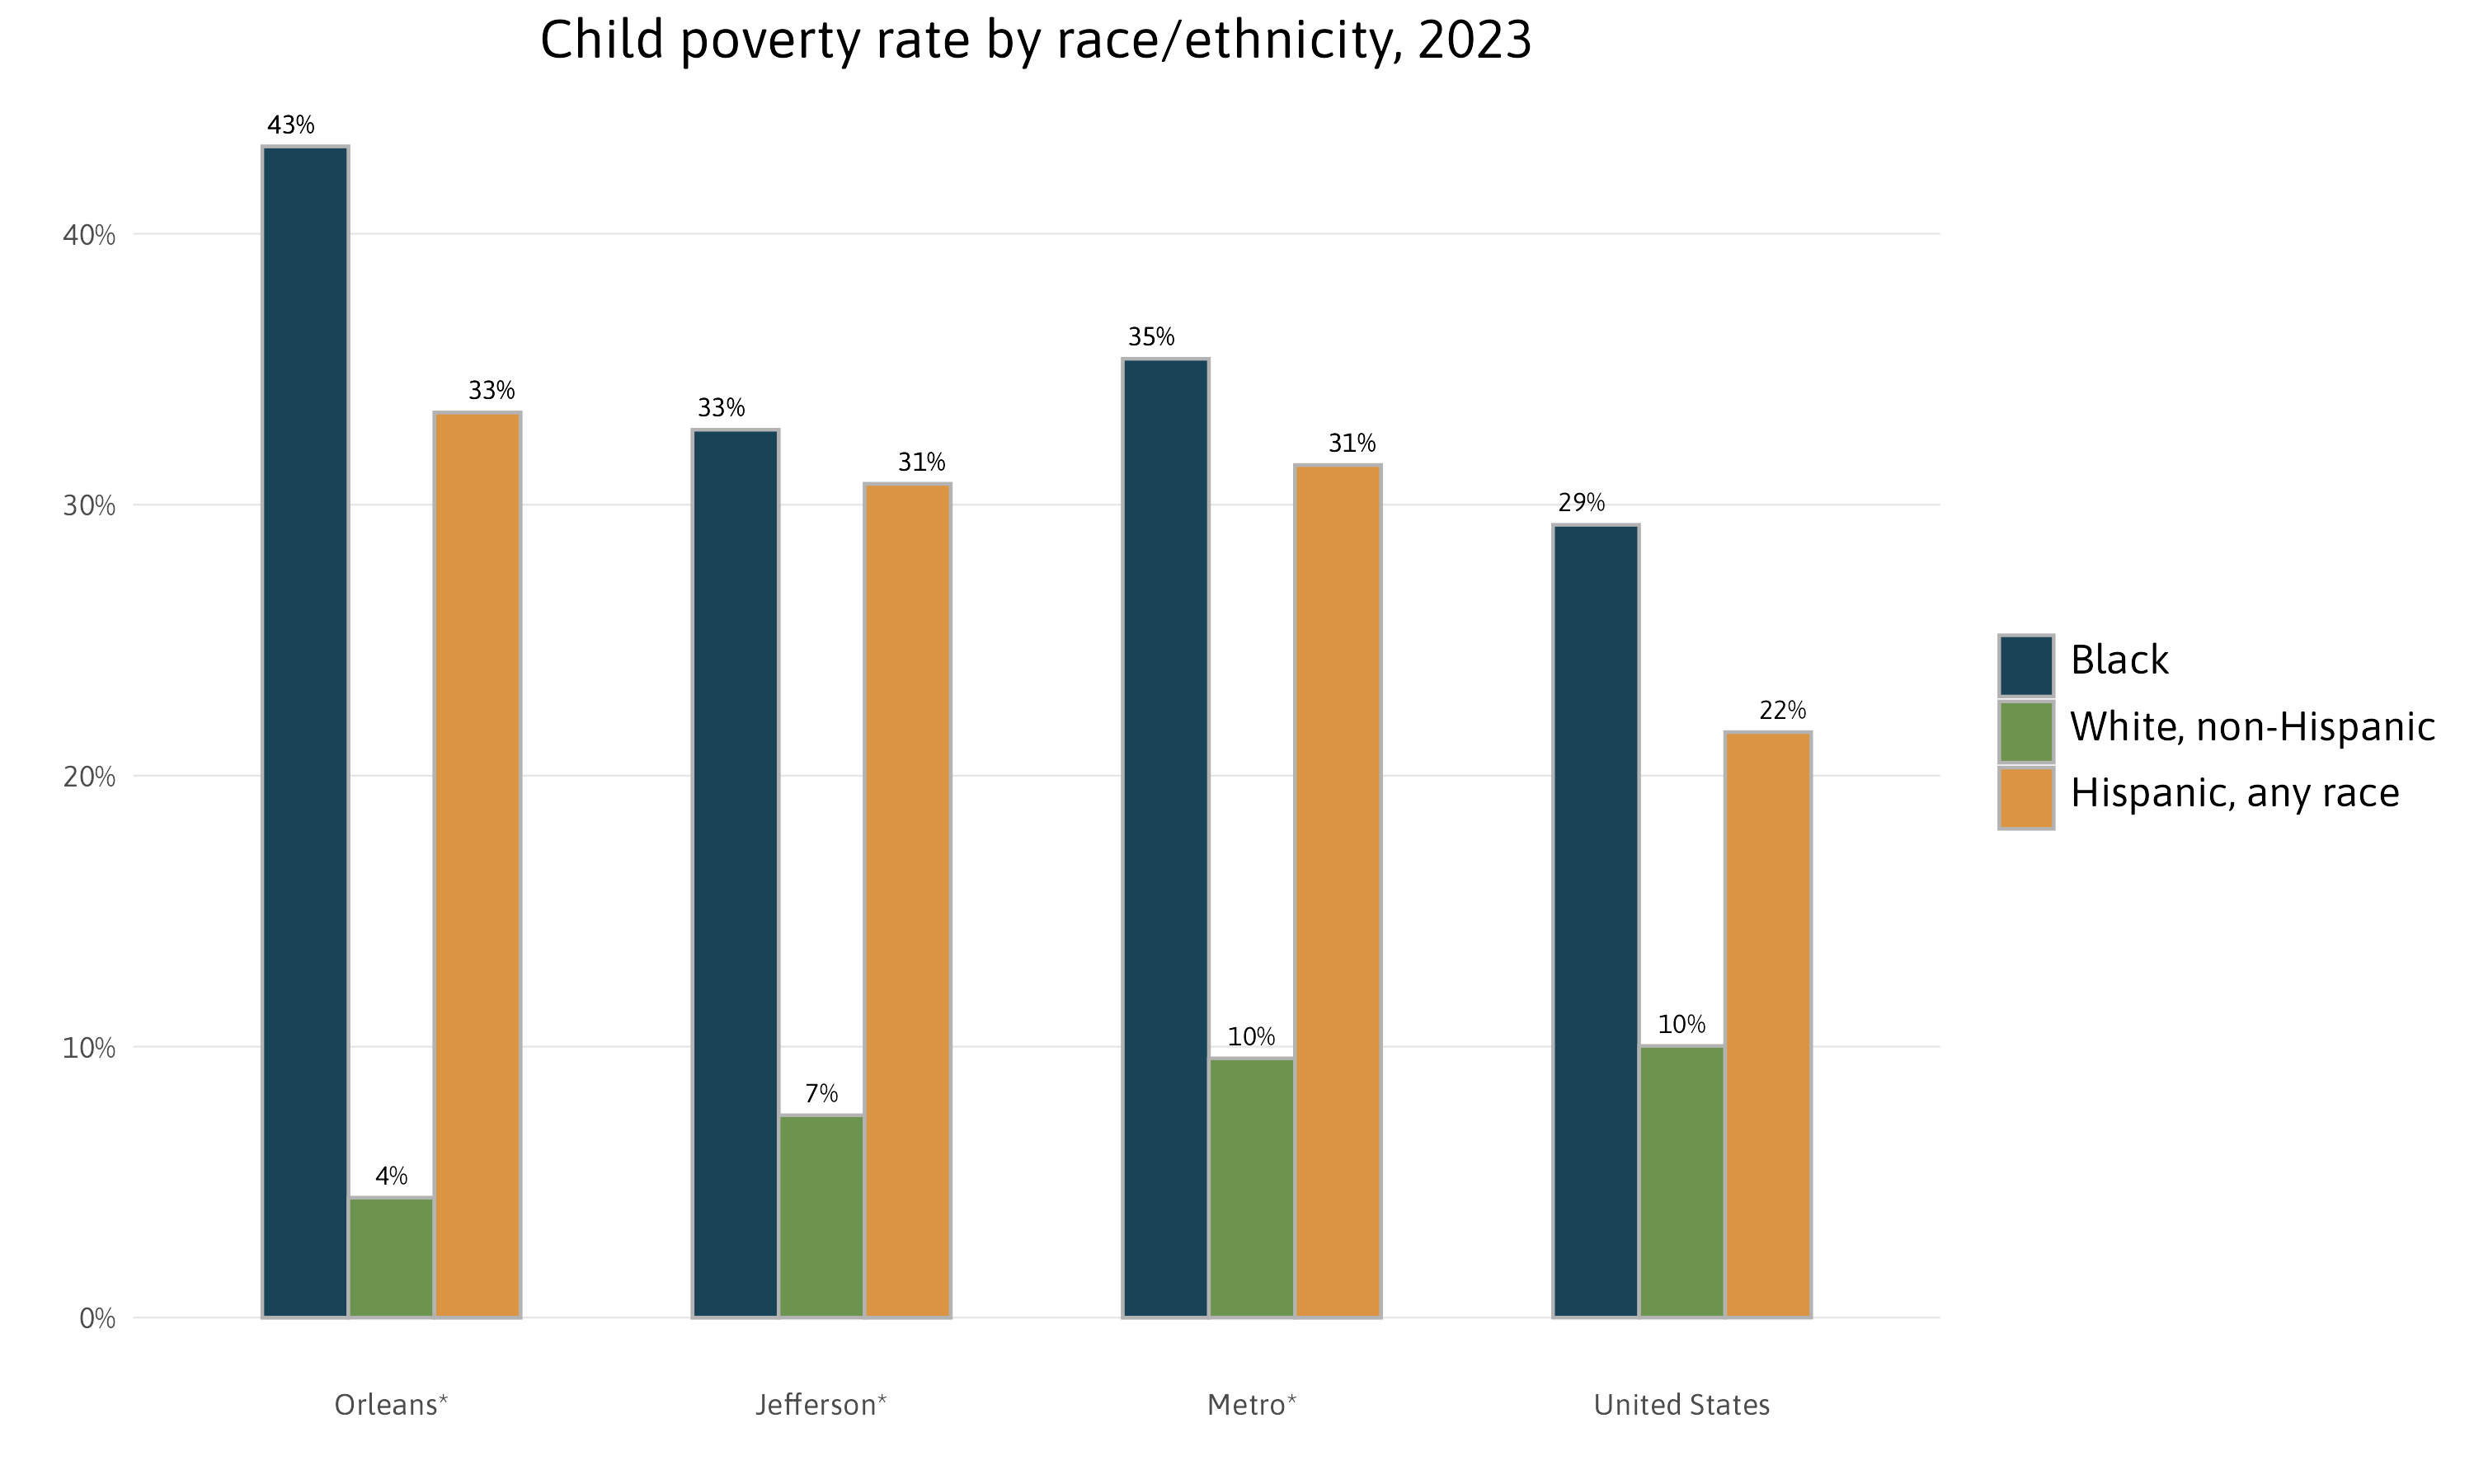 Child poverty rate by race/ethnicity, 2023
43%
40%
35%
33%
33%
31%
31%
30%
29%
22%
20%
10%
10%
10%
7%
4%
0%
Black
White, non-Hispanic
Hispanic, any race
Orleans*
Jefferson*
Metro*
United States